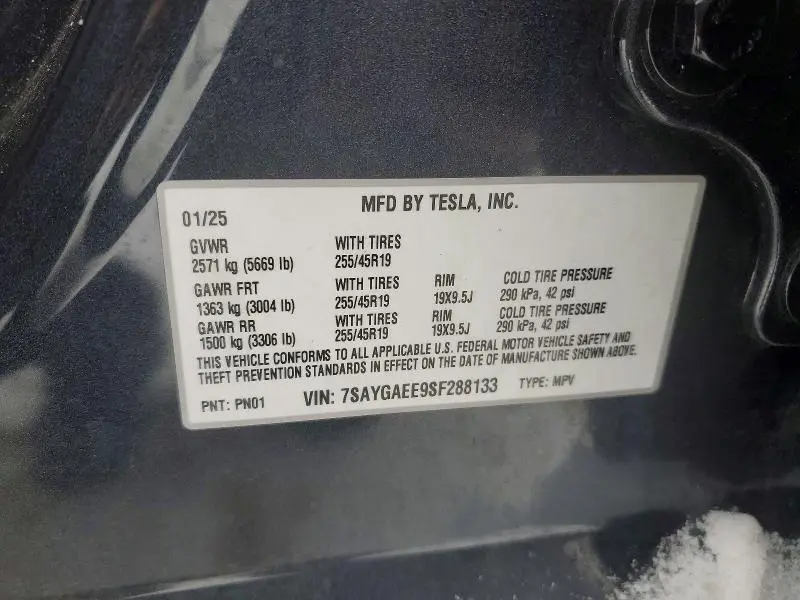 MFD BY TESLA, INC.
01/25
GVWR WITH TIRES
2571 kg (5669 lb) 255/45R19
GAWR FRT WITH TIRES RIM COLD TIRE PRESSURE
1363 kg (3004 lb) 255/45R19 19X9.5J 290 kPa, 42 psi
GAWR RR WITH TIRES RIM COLD TIRE PRESSURE
1500 kg (3306 lb) 255/45R19 19X9.5J 290 kPa, 42 psi
THIS VEHICLE CONFORMS TO ALL APPLICABLE U.S. FEDERAL MOTOR VEHICLE SAFETY AND
THEFT PREVENTION STANDARDS IN EFFECT ON THE DATE OF MANUFACTURE SHOWN ABOVE.
PNT: PN01 VIN: 7SAYGAEE9SF288133 TYPE: MPV